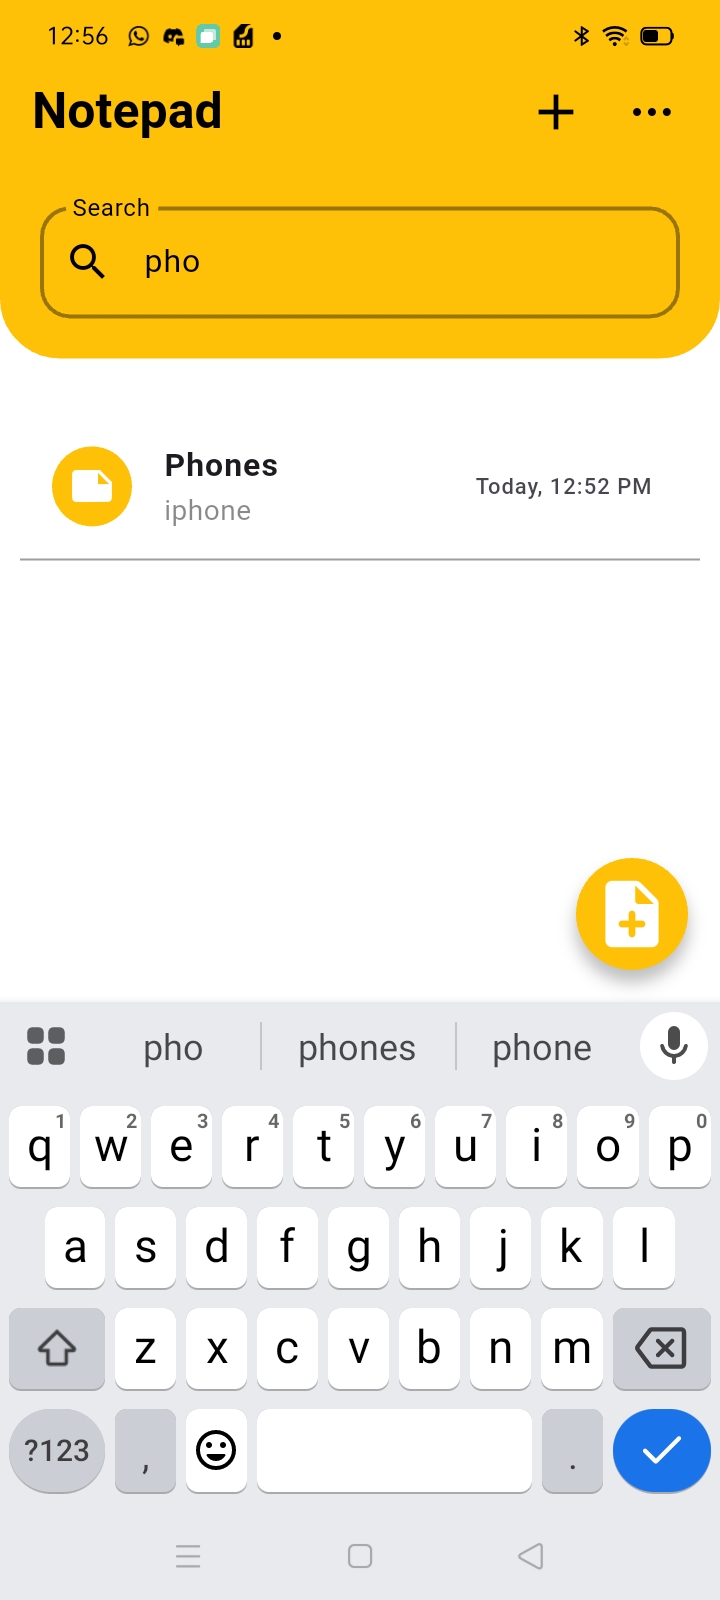 12:56
Notepad
Search
pho
Phones
iphone
Today, 12:52 PM
pho phones phone
q1 w2 e3 r4 t5 y6 u7 i8 o9 p0
a s d f g h j k l
z x c v b n m
?123 , .